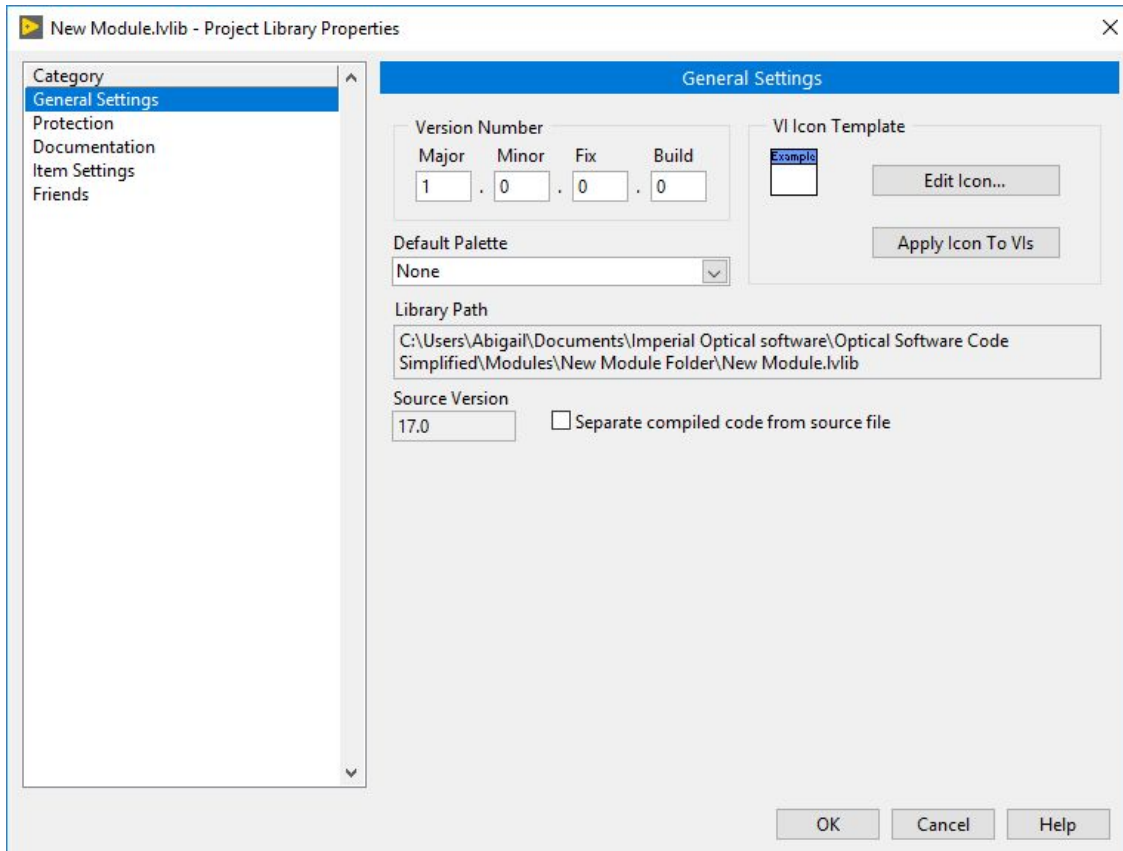 New Module.lvlib - Project Library Properties
Category
General Settings
Protection
Documentation
Item Settings
Friends
General Settings
Version Number
Major Minor Fix Build
1 . 0 . 0 . 0
VI Icon Template
Example
Edit Icon...
Apply Icon To VIs
Default Palette
None
Library Path
C:\Users\Abigail\Documents\Imperial Optical software\Optical Software Code
Simplified\Modules\New Module Folder\New Module.lvlib
Source Version
17.0
Separate compiled code from source file
OK Cancel Help